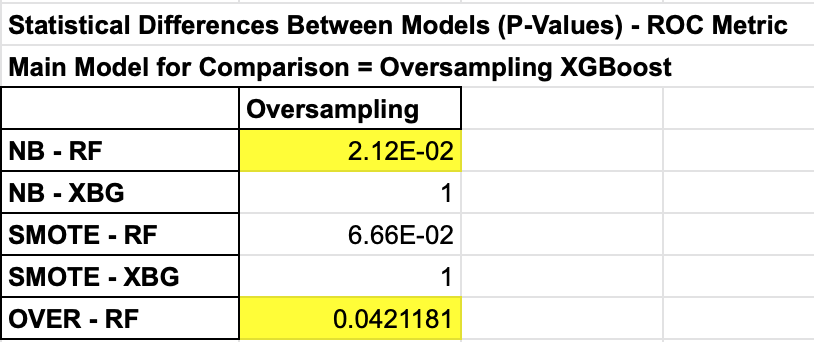 Statistical Differences Between Models (P-Values) - ROC Metric
Main Model for Comparison = Oversampling XGBoost
Oversampling
NB - RF 2.12E-02
NB - XBG 1
SMOTE - RF 6.66E-02
SMOTE - XBG 1
OVER - RF 0.0421181